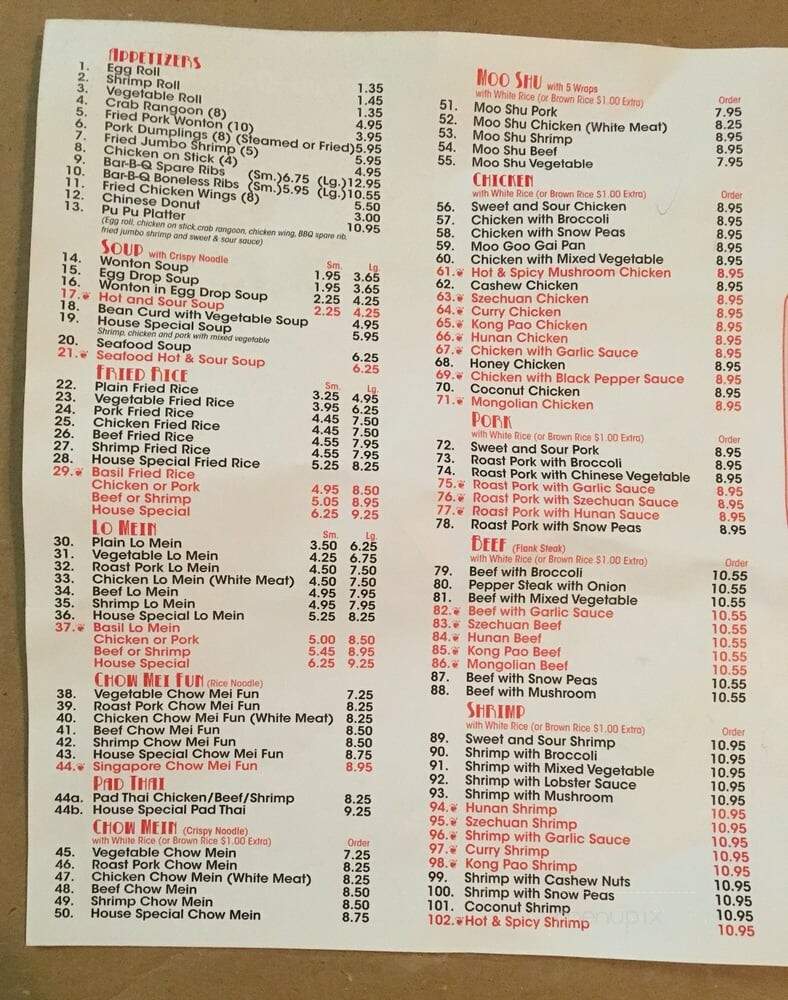 APPETIZERS
1. Egg Roll 1.35
2. Shrimp Roll 1.45
3. Vegetable Roll 1.35
4. Crab Rangoon (8) 4.95
5. Fried Pork Wonton (10) 3.95
6. Pork Dumplings (8) (Steamed or Fried) 5.95
7. Fried Jumbo Shrimp (5) 5.95
8. Chicken on Stick (4) 4.95
9. Bar-B-Q Spare Ribs (Sm.)6.75 (Lg.)12.95
10. Bar-B-Q Boneless Ribs (Sm.)5.95 (Lg.)10.55
11. Fried Chicken Wings (8) 5.50
12. Chinese Donut 3.00
13. Pu Pu Platter 10.95
(Egg roll, chicken on stick,crab rangoon, chicken wing, BBQ spare rib,
fried jumbo shrimp and sweet & sour sauce)
SOUP with Crispy Noodle Sm. Lg.
14. Wonton Soup 1.95 3.65
15. Egg Drop Soup 1.95 3.65
16. Wonton in Egg Drop Soup 2.25 4.25
17. Hot and Sour Soup 2.25 4.25
18. Bean Curd with Vegetable Soup 4.95
19. House Special Soup 5.95
Shrimp, chicken and pork with mixed vegetable
20. Seafood Soup 6.25
21. Seafood Hot & Sour Soup 6.25
FRIED RICE Sm. Lg.
22. Plain Fried Rice 3.25 4.95
23. Vegetable Fried Rice 3.95 6.25
24. Pork Fried Rice 4.45 7.50
25. Chicken Fried Rice 4.45 7.50
26. Beef Fried Rice 4.55 7.95
27. Shrimp Fried Rice 4.55 7.95
28. House Special Fried Rice 5.25 8.25
29. Basil Fried Rice
Chicken or Pork 4.95 8.50
Beef or Shrimp 5.05 8.95
House Special 6.25 9.25
LO MEIN Sm. Lg.
30. Plain Lo Mein 3.50 6.25
31. Vegetable Lo Mein 4.25 6.75
32. Roast Pork Lo Mein 4.50 7.50
33. Chicken Lo Mein (White Meat) 4.50 7.50
34. Beef Lo Mein 4.95 7.95
35. Shrimp Lo Mein 4.95 7.95
36. House Special Lo Mein 5.25 8.25
37. Basil Lo Mein
Chicken or Pork 5.00 8.50
Beef or Shrimp 5.45 8.95
House Special 6.25 9.25
CHOW MEI FUN (Rice Noodle)
38. Vegetable Chow Mei Fun 7.25
39. Roast Pork Chow Mei Fun 8.25
40. Chicken Chow Mei Fun (White Meat) 8.25
41. Beef Chow Mei Fun 8.50
42. Shrimp Chow Mei Fun 8.50
43. House Special Chow Mei Fun 8.75
44. Singapore Chow Mei Fun 8.95
PAD THAI
44a. Pad Thai Chicken/Beef/Shrimp 8.25
44b. House Special Pad Thai 9.25
CHOW MEIN (Crispy Noodle)
with White Rice (or Brown Rice $1.00 Extra) Order
45. Vegetable Chow Mein 7.25
46. Roast Pork Chow Mein 8.25
47. Chicken Chow Mein (White Meat) 8.25
48. Beef Chow Mein 8.50
49. Shrimp Chow Mein 8.50
50. House Special Chow Mein 8.75
MOO SHU with 5 Wraps
with White Rice (or Brown Rice $1.00 Extra) Order
51. Moo Shu Pork 7.95
52. Moo Shu Chicken (White Meat) 8.25
53. Moo Shu Shrimp 8.95
54. Moo Shu Beef 8.95
55. Moo Shu Vegetable 7.95
CHICKEN
with White Rice (or Brown Rice $1.00 Extra) Order
56. Sweet and Sour Chicken 8.95
57. Chicken with Broccoli 8.95
58. Chicken with Snow Peas 8.95
59. Moo Goo Gai Pan 8.95
60. Chicken with Mixed Vegetable 8.95
61. Hot & Spicy Mushroom Chicken 8.95
62. Cashew Chicken 8.95
63. Szechuan Chicken 8.95
64. Curry Chicken 8.95
65. Kong Pao Chicken 8.95
66. Hunan Chicken 8.95
67. Chicken with Garlic Sauce 8.95
68. Honey Chicken 8.95
69. Chicken with Black Pepper Sauce 8.95
70. Coconut Chicken 8.95
71. Mongolian Chicken 8.95
PORK
with White Rice (or Brown Rice $1.00 Extra) Order
72. Sweet and Sour Pork 8.95
73. Roast Pork with Broccoli 8.95
74. Roast Pork with Chinese Vegetable 8.95
75. Roast Pork with Garlic Sauce 8.95
76. Roast Pork with Szechuan Sauce 8.95
77. Roast Pork with Hunan Sauce 8.95
78. Roast Pork with Snow Peas 8.95
BEEF (Flank Steak)
with White Rice (or Brown Rice $1.00 Extra) Order
79. Beef with Broccoli 10.55
80. Pepper Steak with Onion 10.55
81. Beef with Mixed Vegetable 10.55
82. Beef with Garlic Sauce 10.55
83. Szechuan Beef 10.55
84. Hunan Beef 10.55
85. Kong Pao Beef 10.55
86. Mongolian Beef 10.55
87. Beef with Snow Peas 10.55
88. Beef with Mushroom 10.55
SHRIMP
with White Rice (or Brown Rice $1.00 Extra) Order
89. Sweet and Sour Shrimp 10.95
90. Shrimp with Broccoli 10.95
91. Shrimp with Mixed Vegetable 10.95
92. Shrimp with Lobster Sauce 10.95
93. Shrimp with Mushroom 10.95
94. Hunan Shrimp 10.95
95. Szechuan Shrimp 10.95
96. Shrimp with Garlic Sauce 10.95
97. Curry Shrimp 10.95
98. Kong Pao Shrimp 10.95
99. Shrimp with Cashew Nuts 10.95
100. Shrimp with Snow Peas 10.95
101. Coconut Shrimp 10.95
102. Hot & Spicy Shrimp 10.95